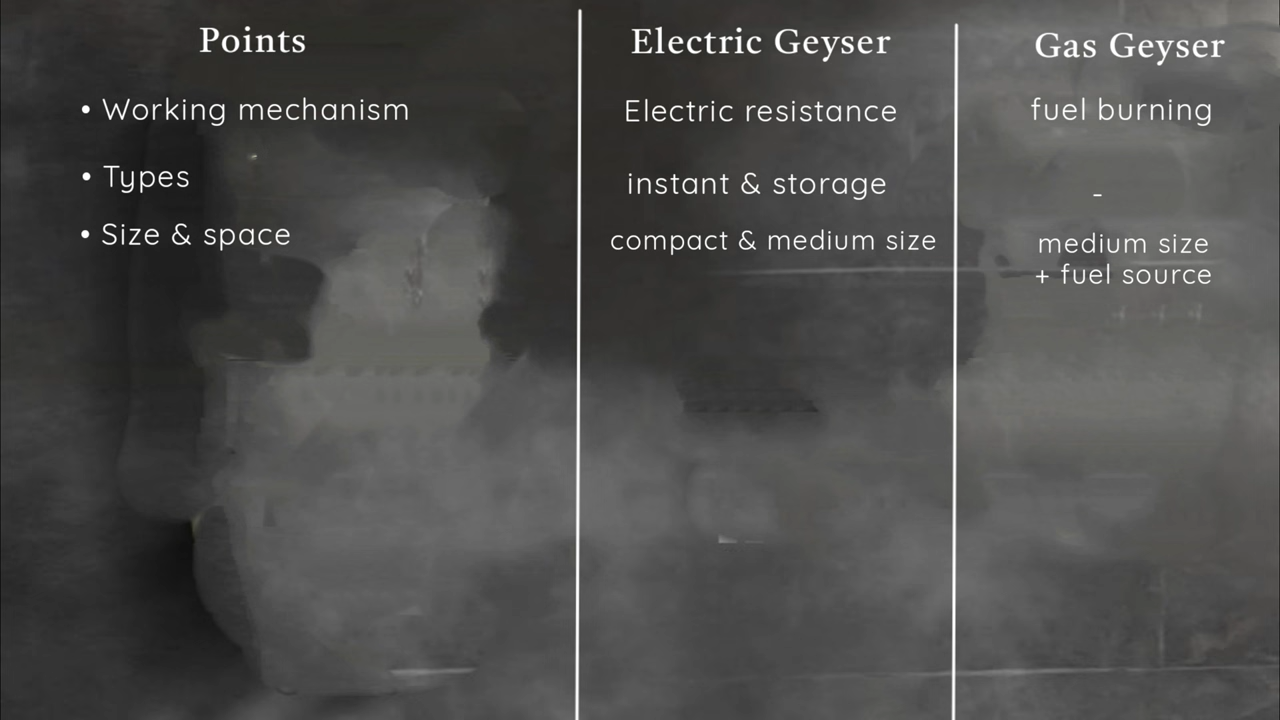 Points Electric Geyser Gas Geyser
• Working mechanism Electric resistance fuel burning
• Types instant & storage -
• Size & space compact & medium size medium size
+ fuel source